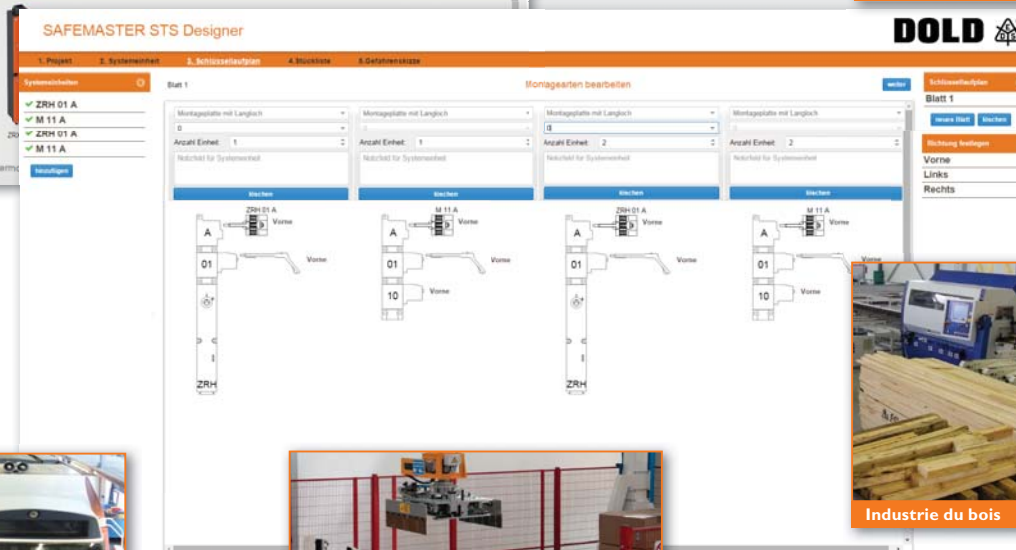 SAFEMASTER STS Designer
DOLD
1. Projekt 2. Systemeinheit 3. Schlüssellaufplan 4.Stückliste 5.Gefahrenskizze
Systemeinheiten
ZRH 01 A
M 11 A
ZRH 01 A
M 11 A
hinzufügen
Blatt 1
Montagearten bearbeiten
weiter
Montageplatte mit Langloch Montageplatte mit Langloch Montageplatte mit Langloch Montageplatte mit Langloch
0 0 0 0
Anzahl Einheit: 1 Anzahl Einheit: 1 Anzahl Einheit: 2 Anzahl Einheit: 2
Notizfeld für Systemeinheit Notizfeld für Systemeinheit Notizfeld für Systemeinheit Notizfeld für Systemeinheit
löschen löschen löschen löschen
ZRH 01 A M 11 A ZRH 01 A M 11 A
Vorne Vorne Vorne Vorne
A A A A
01 Vorne 01 Vorne 01 Vorne 01 Vorne
10 Vorne 10 Vorne
ZRH ZRH
Schlüssellaufplan
Blatt 1
neues Blatt löschen
Richtung festlegen
Vorne
Links
Rechts
Industrie du bois